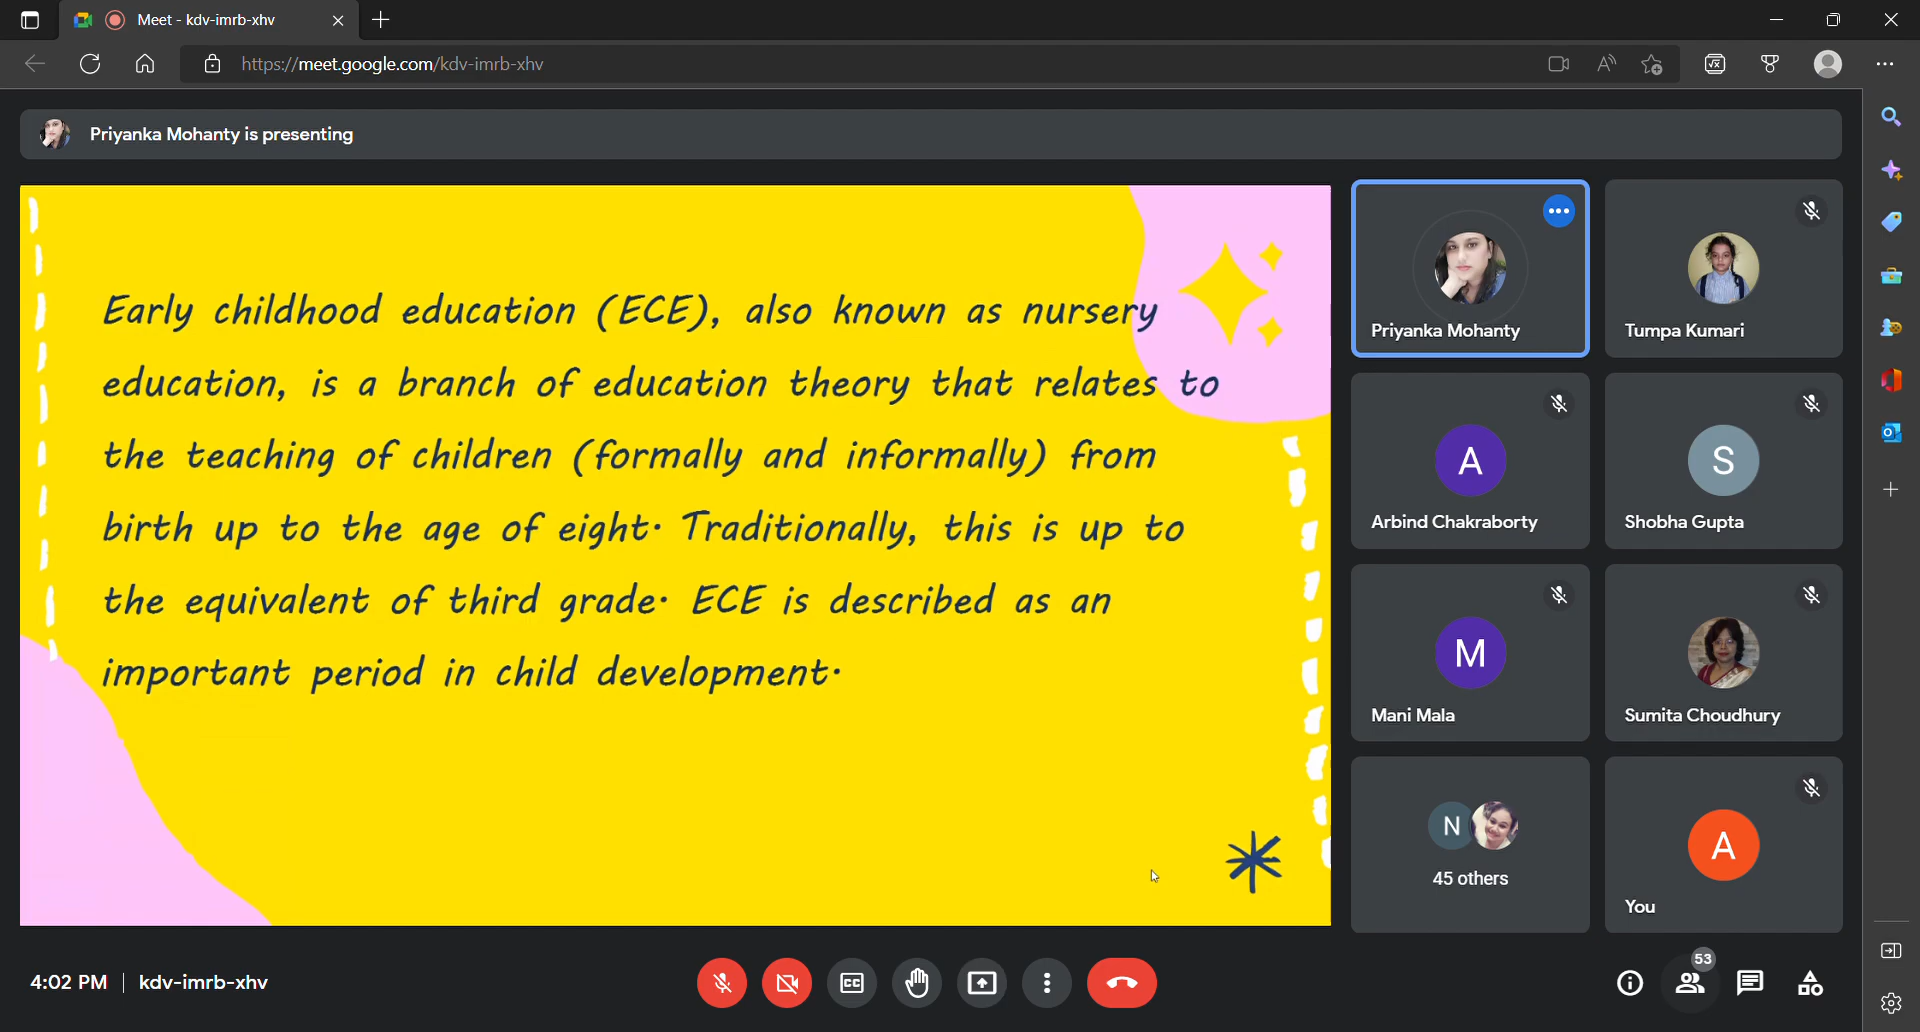 Meet - kdv-imrb-xhv
https://meet.google.com/kdv-imrb-xhv
Priyanka Mohanty is presenting
Early childhood education (ECE), also known as nursery
education, is a branch of education theory that relates to
the teaching of children (formally and informally) from
birth up to the age of eight. Traditionally, this is up to
the equivalent of third grade. ECE is described as an
important period in child development.
Priyanka Mohanty
Tumpa Kumari
A
Arbind Chakraborty
S
Shobha Gupta
M
Mani Mala
Sumita Choudhury
N
45 others
A
You
4:02 PM | kdv-imrb-xhv
CC
53